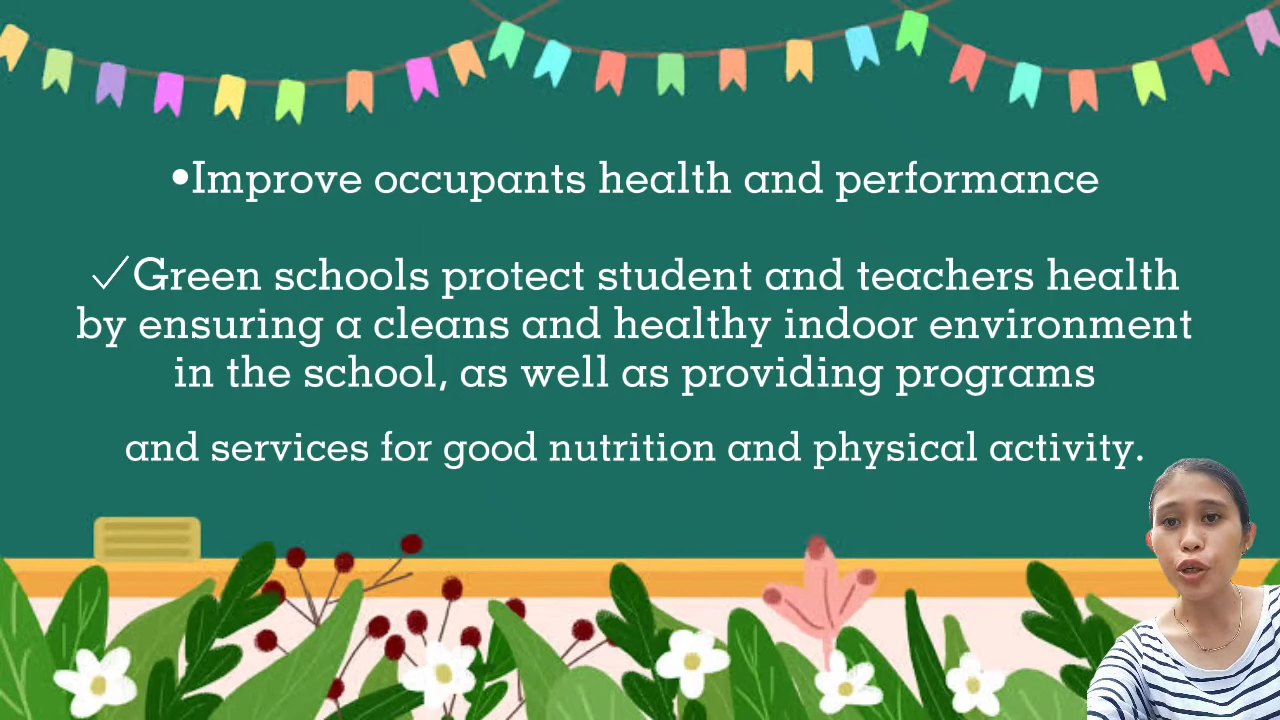 •Improve occupants health and performance
✓Green schools protect student and teachers health
by ensuring a cleans and healthy indoor environment
in the school, as well as providing programs
and services for good nutrition and physical activity.